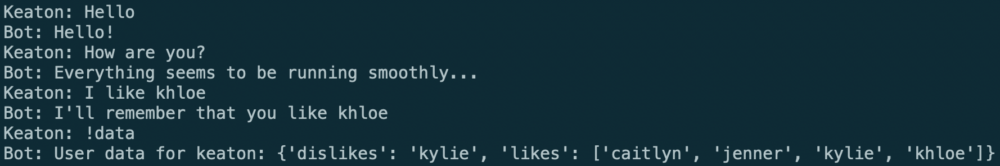 Keaton: Hello
Bot: Hello!
Keaton: How are you?
Bot: Everything seems to be running smoothly...
Keaton: I like khloe
Bot: I'll remember that you like khloe
Keaton: !data
Bot: User data for keaton: {'dislikes': 'kylie', 'likes': ['caitlyn', 'jenner', 'kylie', 'khloe']}